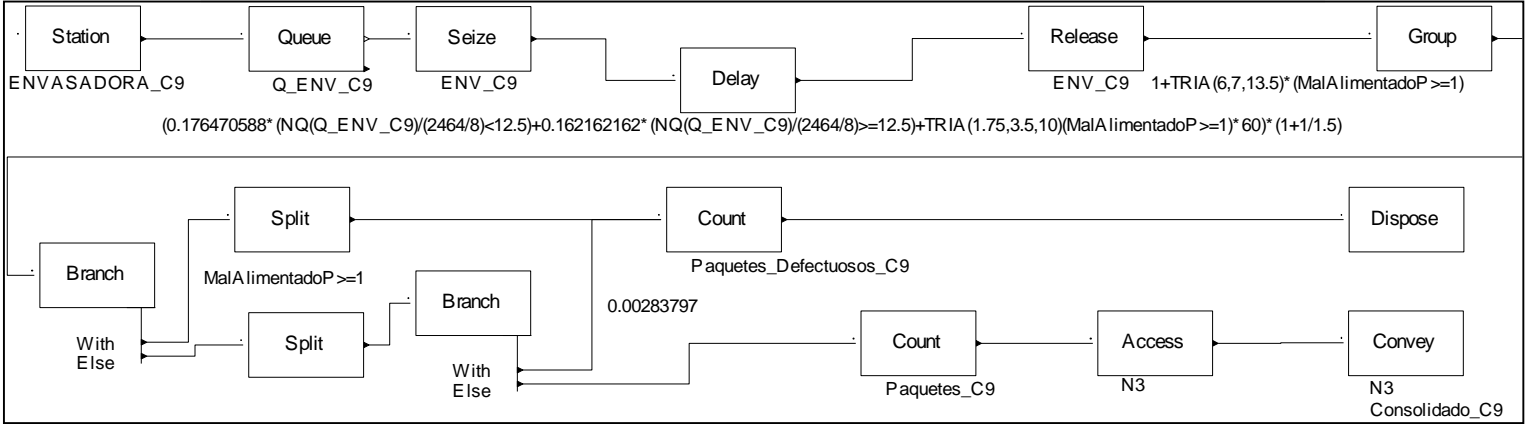 Station
ENVASADORA_C9
Queue
Q_ENV_C9
Seize
ENV_C9
Delay
Release
ENV_C9
Group
1+TRIA(6,7,13.5)*(MalAlimentadoP>=1)
(0.176470588*(NQ(Q_ENV_C9)/(2464/8)<12.5)+0.162162162*(NQ(Q_ENV_C9)/(2464/8)>=12.5)+TRIA(1.75,3.5,10)(MalAlimentadoP>=1)*60)*(1+1/1.5)
Branch
With
Else
Split
MalAlimentadoP>=1
Split
Branch
With
Else
0.00283797
Count
Paquetes_Defectuosos_C9
Dispose
Count
Paquetes_C9
Access
N3
Convey
N3
Consolidado_C9